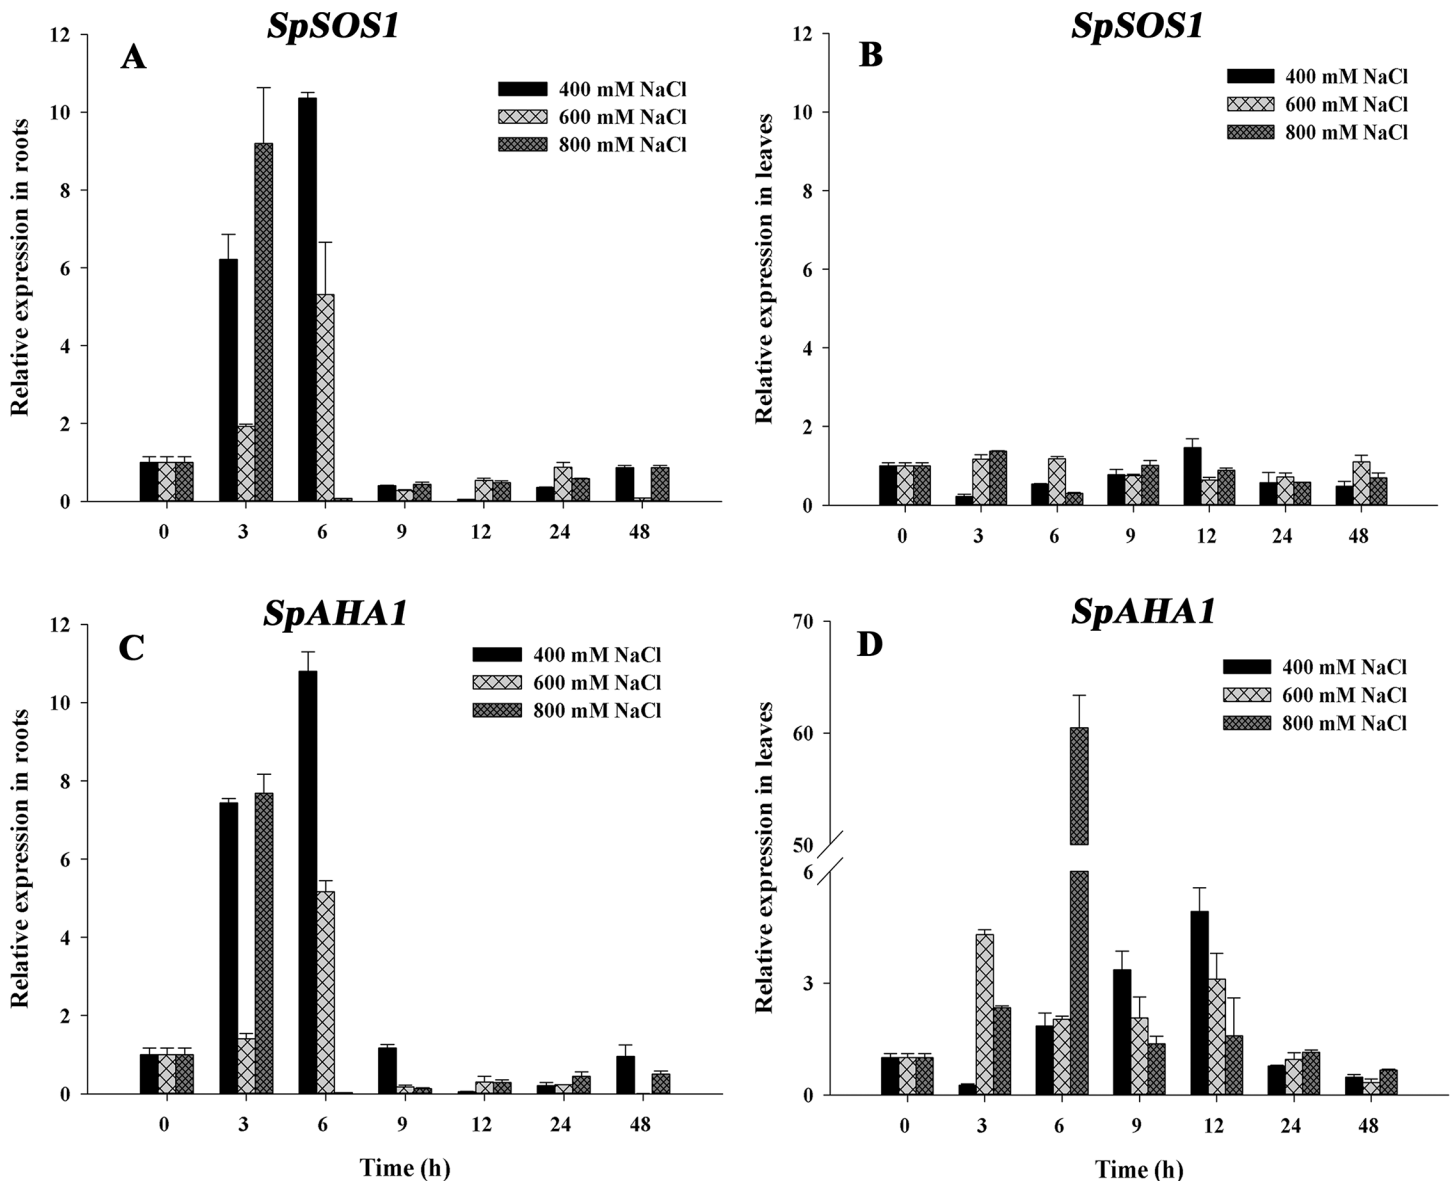 SpSOS1
A
12
10
8
6
4
2
0
Relative expression in roots
400 mM NaCl
600 mM NaCl
800 mM NaCl
0 3 6 9 12 24 48
SpSOS1
B
12
10
8
6
4
2
0
Relative expression in leaves
400 mM NaCl
600 mM NaCl
800 mM NaCl
0 3 6 9 12 24 48
SpAHA1
C
12
10
8
6
4
2
0
Relative expression in roots
400 mM NaCl
600 mM NaCl
800 mM NaCl
0 3 6 9 12 24 48
Time (h)
SpAHA1
D
70
60
50
6
3
0
Relative expression in leaves
400 mM NaCl
600 mM NaCl
800 mM NaCl
0 3 6 9 12 24 48
Time (h)